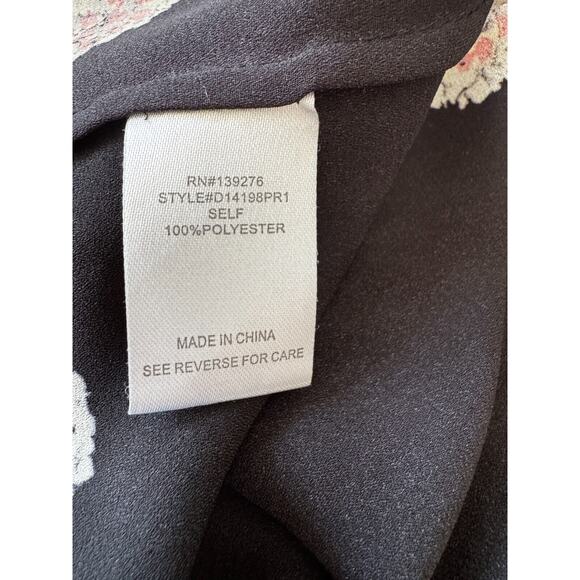 RN#139276
STYLE#D14198PR1
SELF
100%POLYESTER
MADE IN CHINA
SEE REVERSE FOR CARE